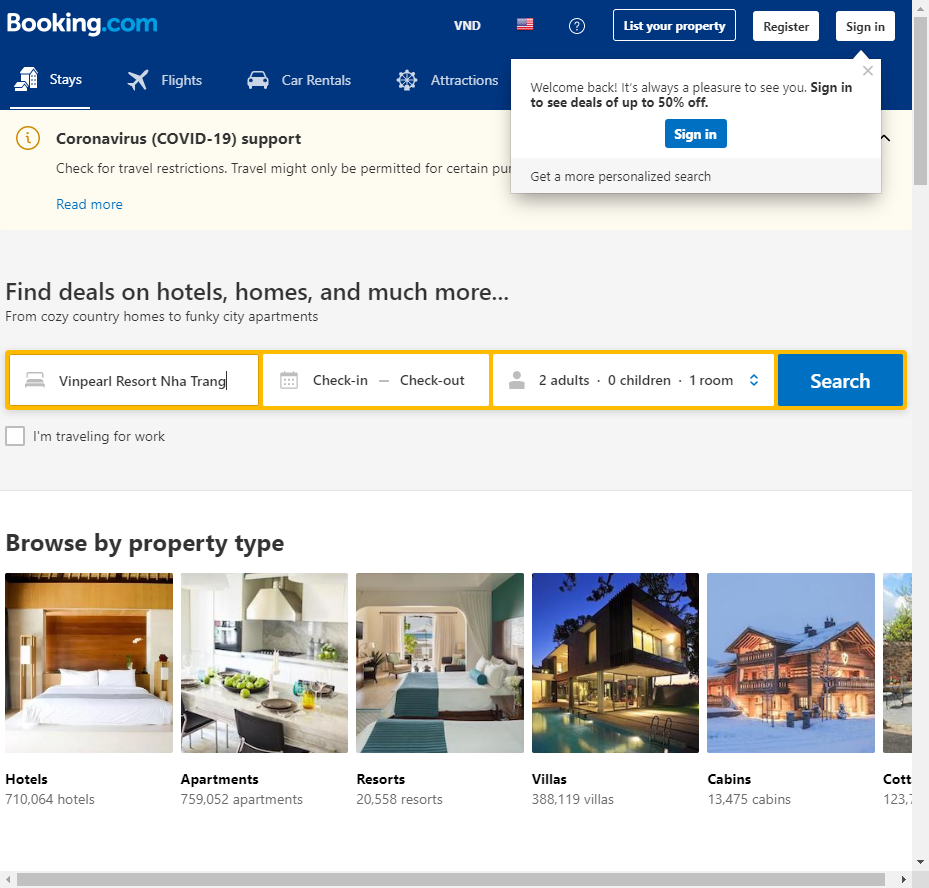 Booking.com
VND
List your property
Register
Sign in
Stays
Flights
Car Rentals
Attractions
Welcome back! It's always a pleasure to see you. Sign in
to see deals of up to 50% off.
Sign in
Get a more personalized search
Coronavirus (COVID-19) support
Check for travel restrictions. Travel might only be permitted for certain pur
Read more
Find deals on hotels, homes, and much more...
From cozy country homes to funky city apartments
Vinpearl Resort Nha Trang
Check-in — Check-out
2 adults · 0 children · 1 room
Search
I'm traveling for work
Browse by property type
Hotels
710,064 hotels
Apartments
759,052 apartments
Resorts
20,558 resorts
Villas
388,119 villas
Cabins
13,475 cabins
Cott
123,7